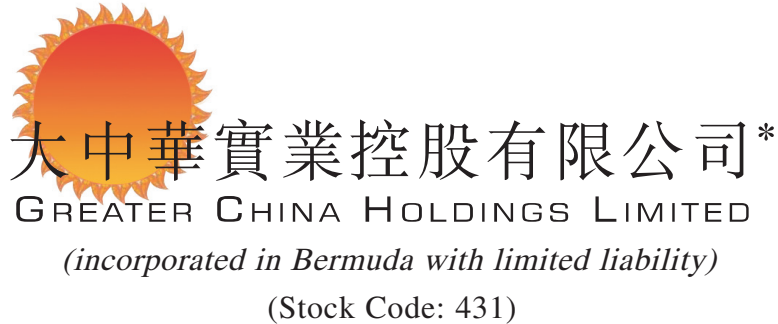 大中華實業控股有限公司*
GREATER CHINA HOLDINGS LIMITED
(incorporated in Bermuda with limited liability)
(Stock Code: 431)